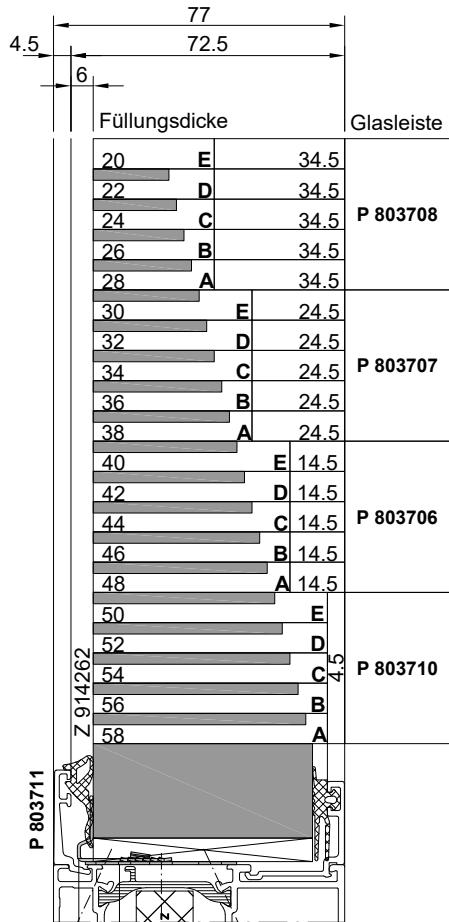 77
4.5 72.5
6
Füllungsdicke Glasleiste
20 E 34.5
22 D 34.5
24 C 34.5 P 803708
26 B 34.5
28 A 34.5
30 E 24.5
32 D 24.5
34 C 24.5 P 803707
36 B 24.5
38 A 24.5
40 E 14.5
42 D 14.5
44 C 14.5 P 803706
46 B 14.5
48 A 14.5
50 E
52 D
54 C 4.5 P 803710
56 B
58 A
Z 914262
P 803711
z